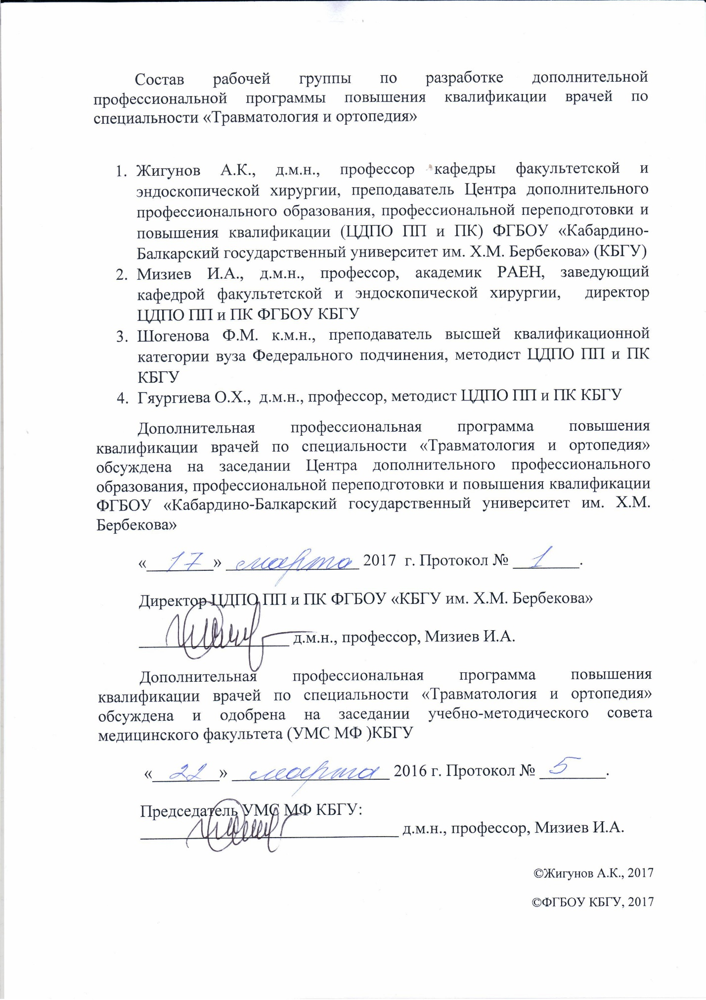 Состав рабочей группы по разработке дополнительной
профессиональной программы повышения квалификации врачей по
специальности «Травматология и ортопедия»
1. Жигунов А.К., д.м.н., профессор кафедры факультетской и
эндоскопической хирургии, преподаватель Центра дополнительного
профессионального образования, профессиональной переподготовки и
повышения квалификации (ЦДПО ПП и ПК) ФГБОУ «Кабардино-
Балкарский государственный университет им. Х.М. Бербекова» (КБГУ)
2. Мизиев И.А., д.м.н., профессор, академик РАЕН, заведующий
кафедрой факультетской и эндоскопической хирургии, директор
ЦДПО ПП и ПК ФГБОУ КБГУ
3. Шогенова Ф.М. к.м.н., преподаватель высшей квалификационной
категории вуза Федерального подчинения, методист ЦДПО ПП и ПК
КБГУ
4. Гяургиева О.Х., д.м.н., профессор, методист ЦДПО ПП и ПК КБГУ
Дополнительная профессиональная программа повышения
квалификации врачей по специальности «Травматология и ортопедия»
обсуждена на заседании Центра дополнительного профессионального
образования, профессиональной переподготовки и повышения квалификации
ФГБОУ «Кабардино-Балкарский государственный университет им. Х.М.
Бербекова»
«17» марта 2017 г. Протокол № 1.
Директор ЦДПО ПП и ПК ФГБОУ «КБГУ им. Х.М. Бербекова»
д.м.н., профессор, Мизиев И.А.
Дополнительная профессиональная программа повышения
квалификации врачей по специальности «Травматология и ортопедия»
обсуждена и одобрена на заседании учебно-методического совета
медицинского факультета (УМС МФ )КБГУ
«22» марта 2016 г. Протокол № 5.
Председатель УМС МФ КБГУ:
д.м.н., профессор, Мизиев И.А.
©Жигунов А.К., 2017
©ФГБОУ КБГУ, 2017